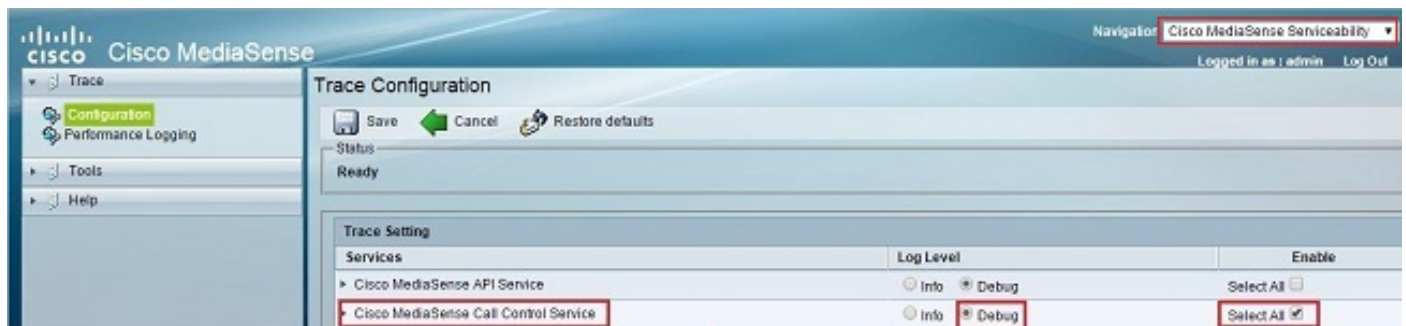 Navigation Cisco MediaSense Serviceability
cisco Cisco MediaSense
Logged in as : admin Log Out
Trace
Configuration
Performance Logging
Tools
Help
Trace Configuration
Save Cancel Restore defaults
Status
Ready
Trace Setting
Services Log Level Enable
Cisco MediaSense API Service Info Debug Select All
Cisco MediaSense Call Control Service Info Debug Select All